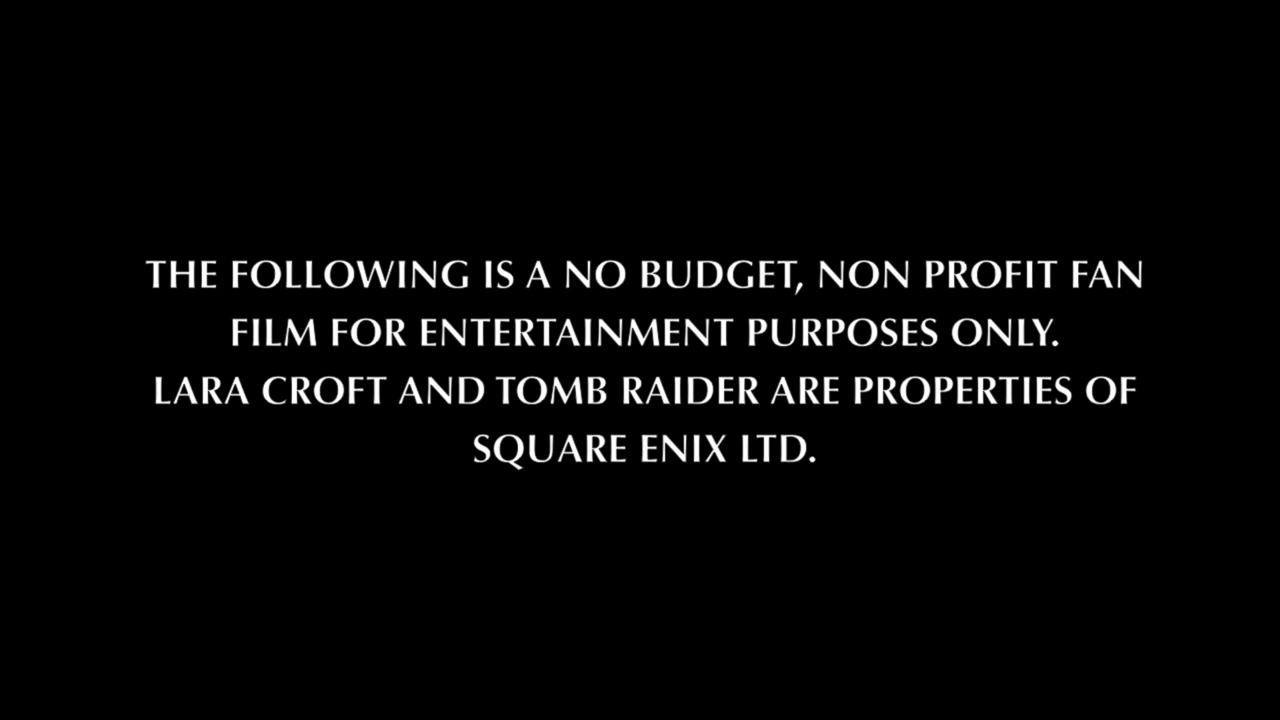 THE FOLLOWING IS A NO BUDGET, NON PROFIT FAN
FILM FOR ENTERTAINMENT PURPOSES ONLY.
LARA CROFT AND TOMB RAIDER ARE PROPERTIES OF
SQUARE ENIX LTD.